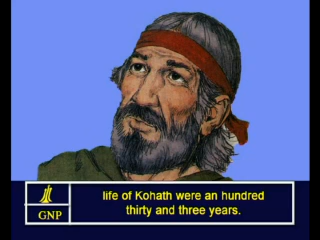 life of Kohath were an hundred
thirty and three years.
GNP